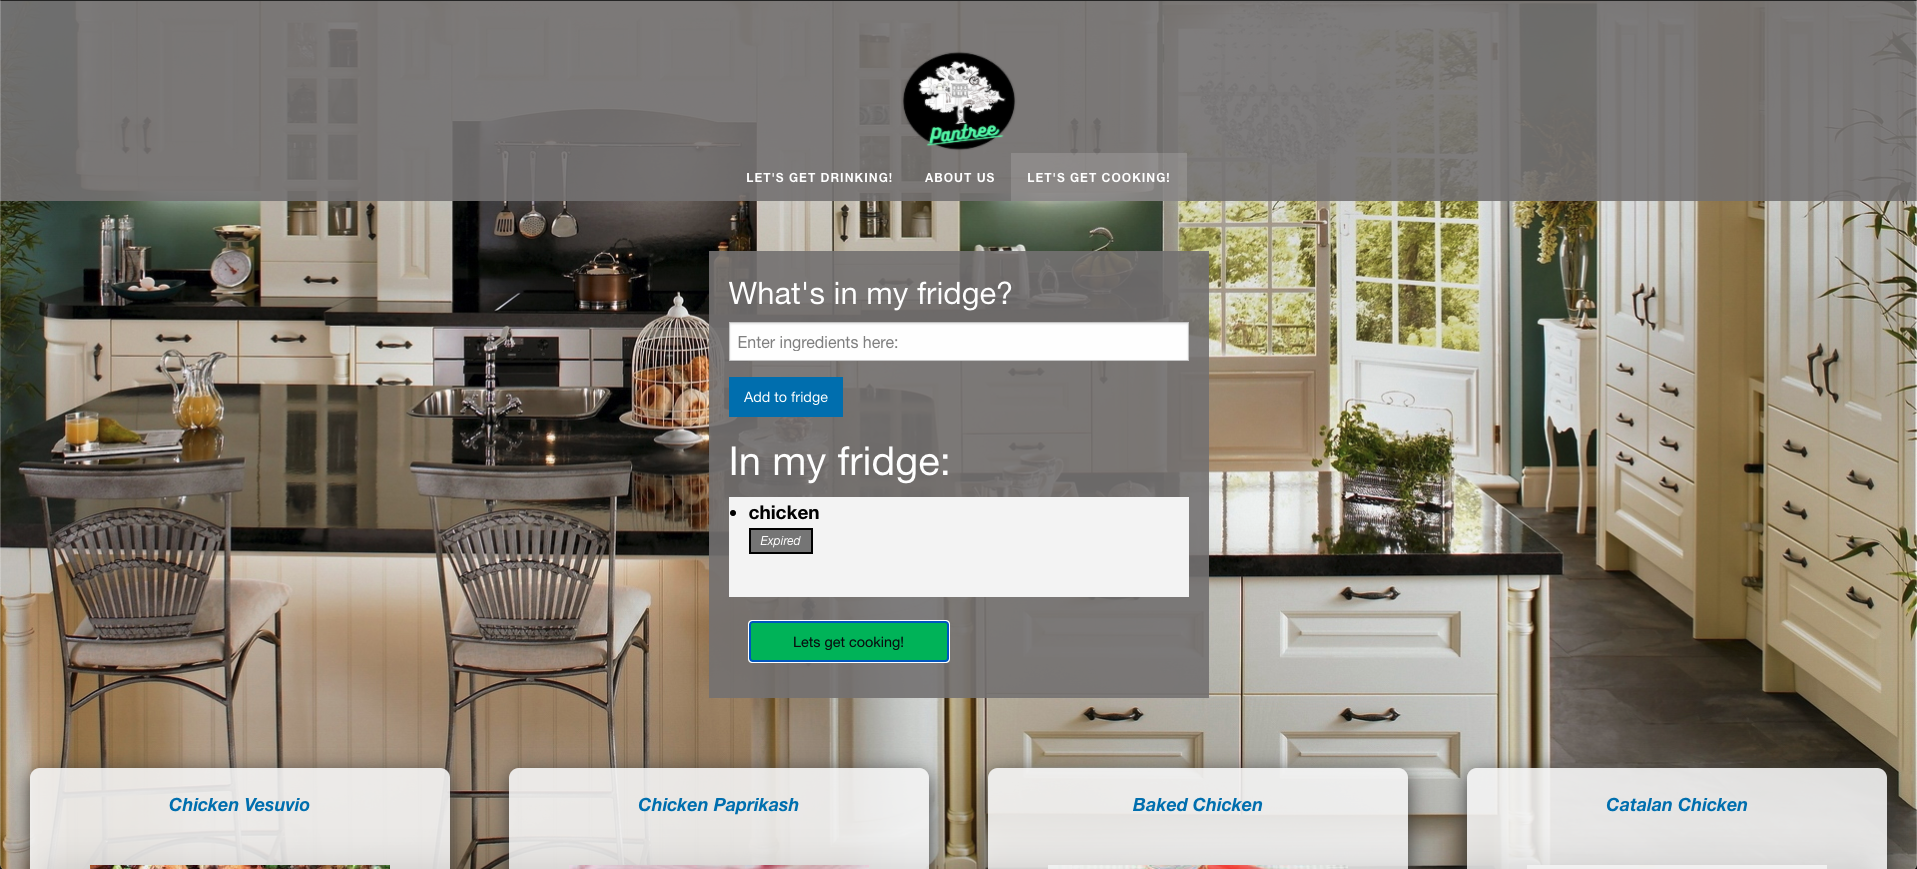 Pantree
LET'S GET DRINKING!
ABOUT US
LET'S GET COOKING!
What's in my fridge?
Enter ingredients here:
Add to fridge
In my fridge:
chicken
Expired
Lets get cooking!
Chicken Vesuvio
Chicken Paprikash
Baked Chicken
Catalan Chicken